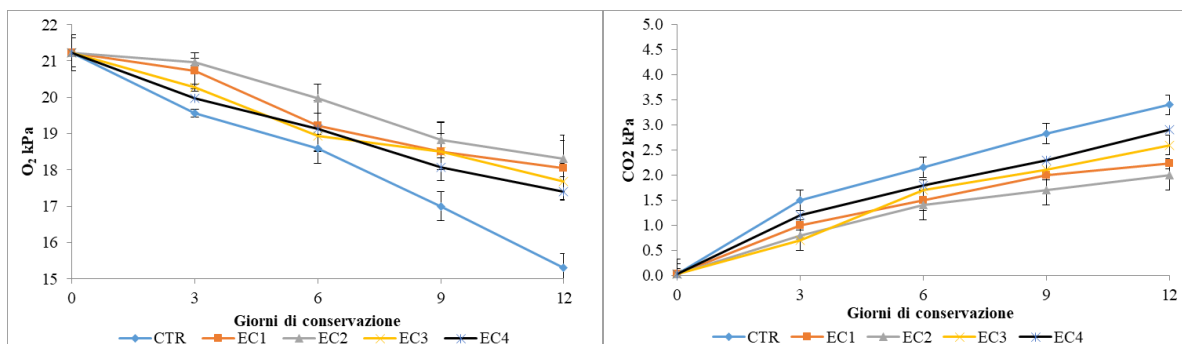 22
21
20
19
18
17
16
15
O₂ kPa
0 3 6 9 12
Giorni di conservazione
CTR EC1 EC2 EC3 EC4
5.0
4.5
4.0
3.5
3.0
2.5
2.0
1.5
1.0
0.5
0.0
CO2 kPa
0 3 6 9 12
Giorni di conservazione
CTR EC1 EC2 EC3 EC4